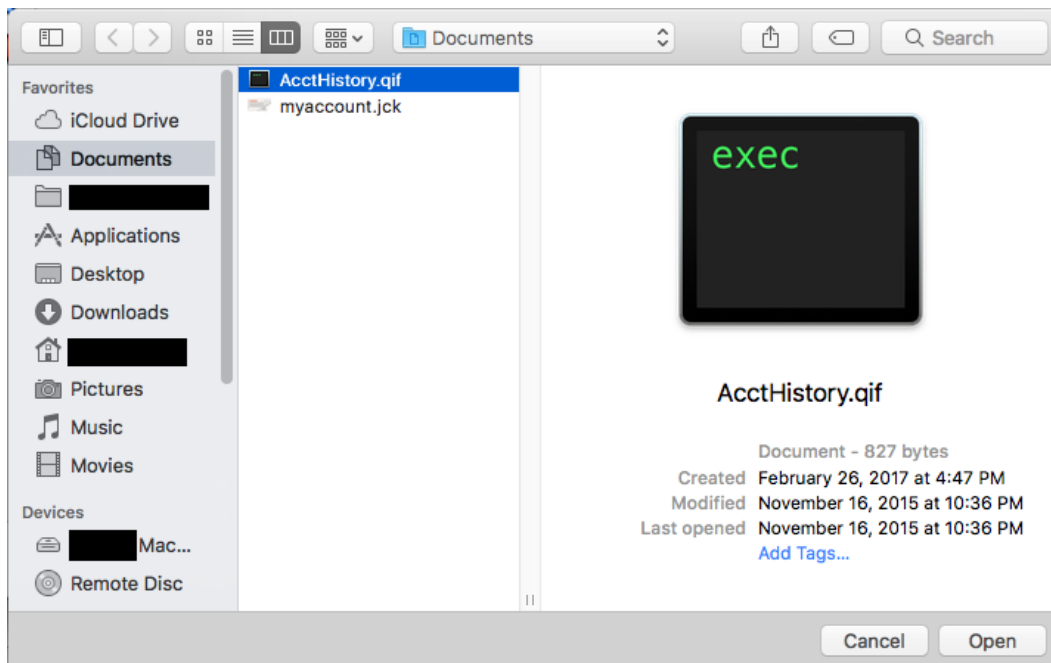 Documents
Search
Favorites
iCloud Drive
Documents
Applications
Desktop
Downloads
Pictures
Music
Movies
Devices
Mac...
Remote Disc
AcctHistory.qif
myaccount.jck
exec
AcctHistory.qif
Document - 827 bytes
Created February 26, 2017 at 4:47 PM
Modified November 16, 2015 at 10:36 PM
Last opened November 16, 2015 at 10:36 PM
Add Tags...
Cancel
Open